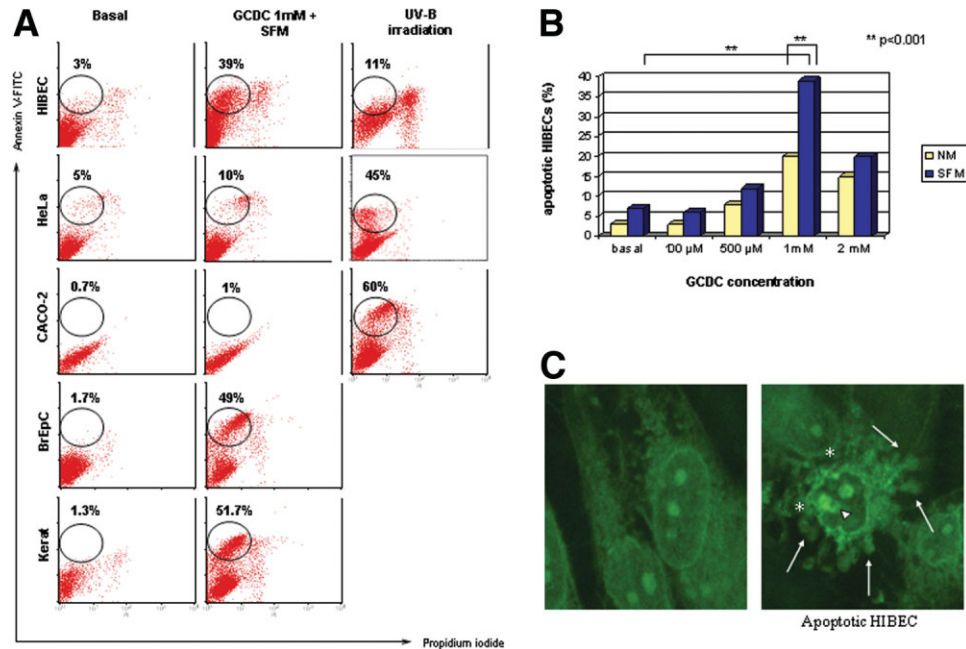 A
Basal
GCDC 1mM +
SFM
UV-B
irradiation
Annexin V-FITC
HIBEC
3%
39%
11%
HeLa
5%
10%
45%
CACO-2
0.7%
1%
60%
BrEpC
1.7%
49%
Kerat
1.3%
51.7%
Propidium iodide
B
**
**
** p<0.001
apoptotic HIBECs (%)
40
35
30
25
20
15
10
5
0
basal
00 µM
500 µM
1mM
2 mM
GCDC concentration
NM
SFM
C
*
*
Apoptotic HIBEC